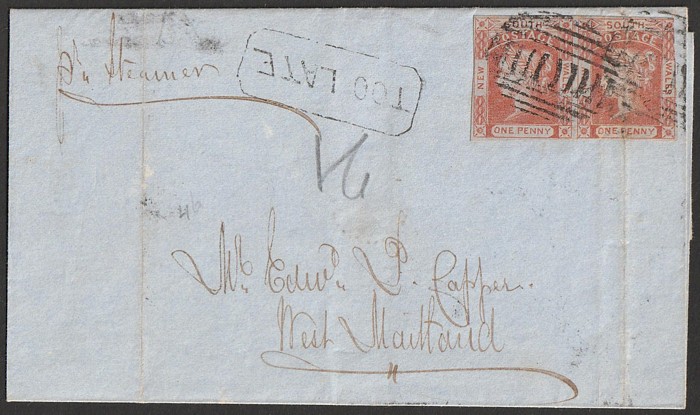 Pr Steamer
TOO LATE
SOUTH
POSTAGE
NEW
WALES
ONE PENNY
SOUTH
POSTAGE
WALES
ONE PENNY
Mr. Edwd. P. Capper.
West Maitland